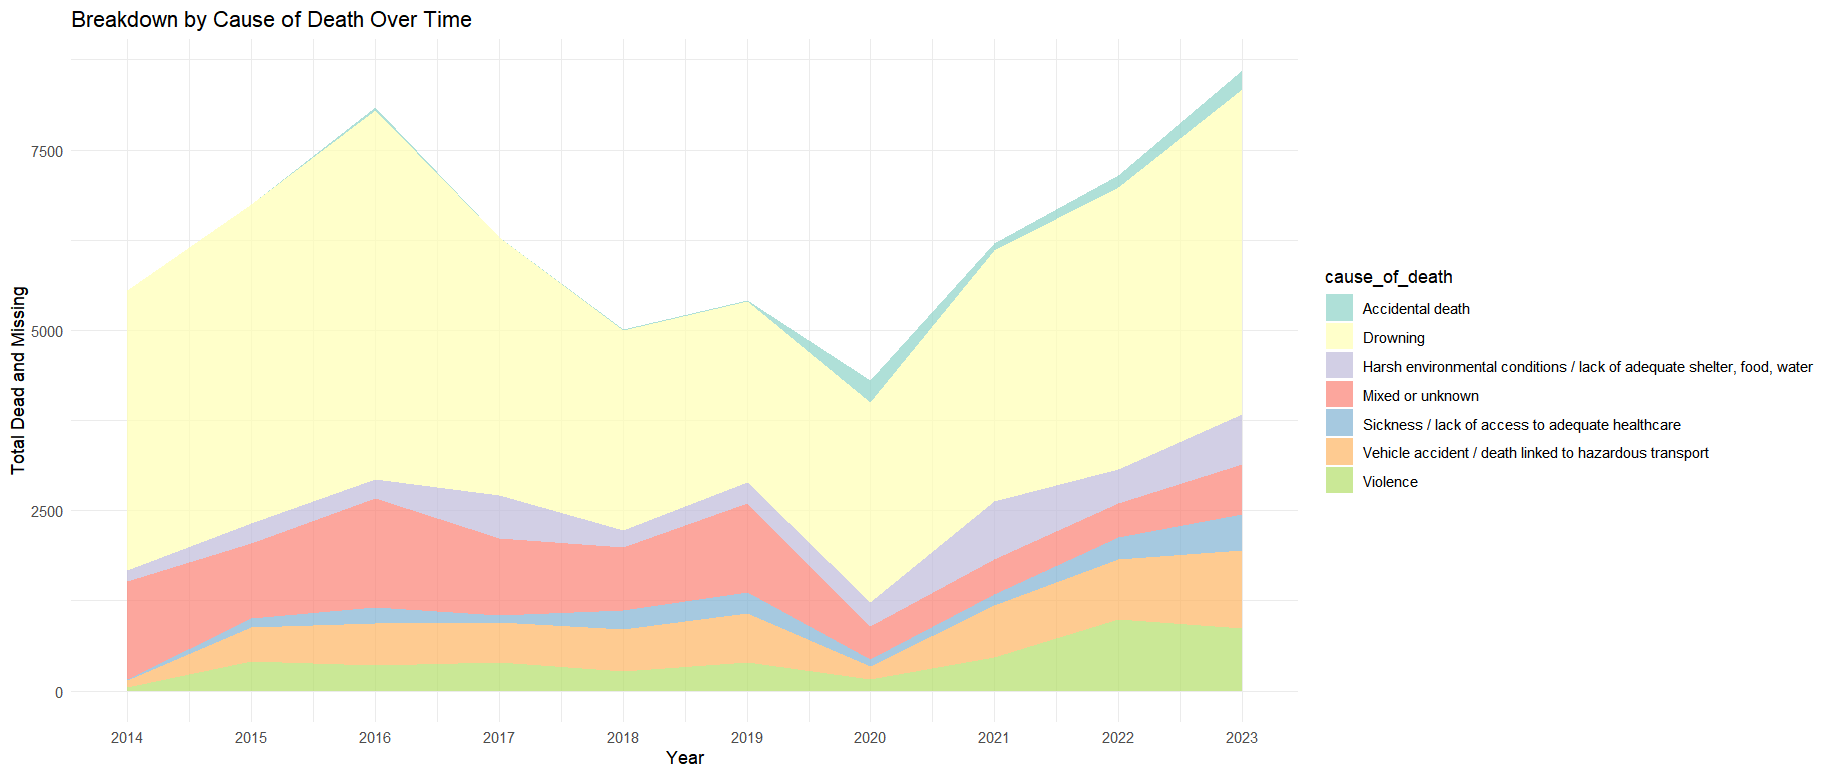 Breakdown by Cause of Death Over Time
Total Dead and Missing
7500
5000
2500
0
2014 2015 2016 2017 2018 2019 2020 2021 2022 2023
Year
cause_of_death
Accidental death
Drowning
Harsh environmental conditions / lack of adequate shelter, food, water
Mixed or unknown
Sickness / lack of access to adequate healthcare
Vehicle accident / death linked to hazardous transport
Violence